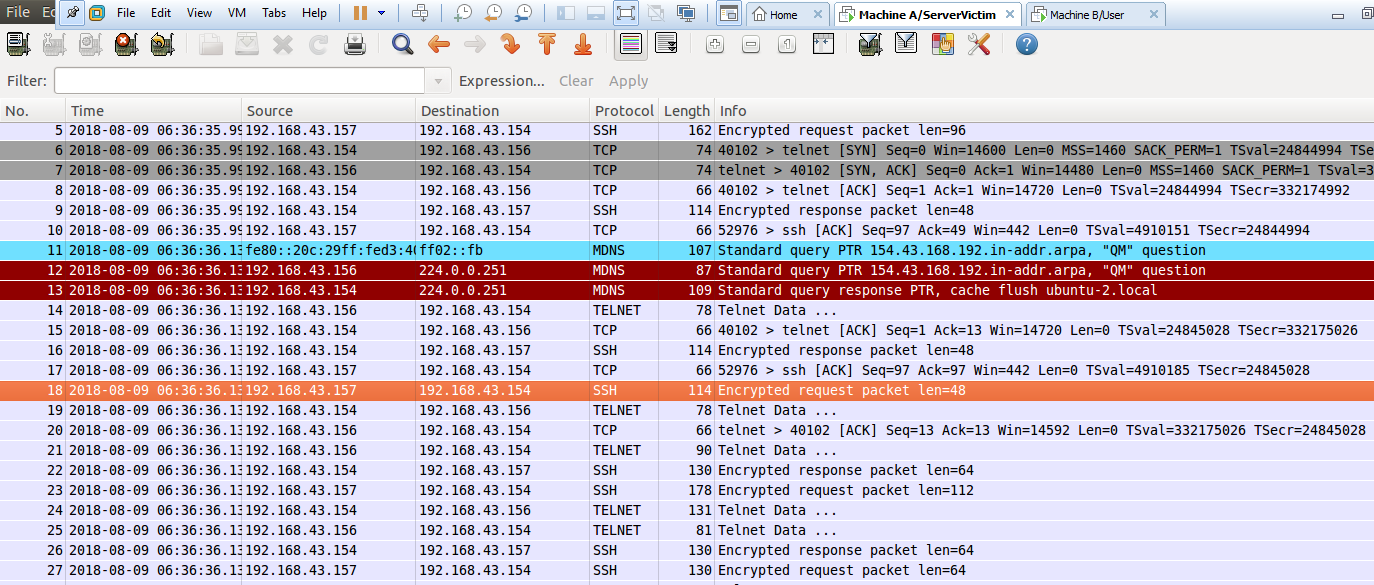 File Ed File Edit View VM Tabs Help Home Machine A/ServerVictim Machine B/User
Filter: Expression... Clear Apply
No. Time Source Destination Protocol Length Info
5 2018-08-09 06:36:35.99 192.168.43.157 192.168.43.154 SSH 162 Encrypted request packet len=96
6 2018-08-09 06:36:35.99 192.168.43.154 192.168.43.156 TCP 74 40102 > telnet [SYN] Seq=0 Win=14600 Len=0 MSS=1460 SACK_PERM=1 TSval=24844994 TSe
7 2018-08-09 06:36:35.99 192.168.43.156 192.168.43.154 TCP 74 telnet > 40102 [SYN, ACK] Seq=0 Ack=1 Win=14480 Len=0 MSS=1460 SACK_PERM=1 TSval=3
8 2018-08-09 06:36:35.99 192.168.43.154 192.168.43.156 TCP 66 40102 > telnet [ACK] Seq=1 Ack=1 Win=14720 Len=0 TSval=24844994 TSecr=332174992
9 2018-08-09 06:36:35.99 192.168.43.154 192.168.43.157 SSH 114 Encrypted response packet len=48
10 2018-08-09 06:36:35.99 192.168.43.157 192.168.43.154 TCP 66 52976 > ssh [ACK] Seq=97 Ack=49 Win=442 Len=0 TSval=4910151 TSecr=24844994
11 2018-08-09 06:36:36.13 fe80::20c:29ff:fed3:40 ff02::fb MDNS 107 Standard query PTR 154.43.168.192.in-addr.arpa, "QM" question
12 2018-08-09 06:36:36.13 192.168.43.156 224.0.0.251 MDNS 87 Standard query PTR 154.43.168.192.in-addr.arpa, "QM" question
13 2018-08-09 06:36:36.13 192.168.43.154 224.0.0.251 MDNS 109 Standard query response PTR, cache flush ubuntu-2.local
14 2018-08-09 06:36:36.13 192.168.43.156 192.168.43.154 TELNET 78 Telnet Data ...
15 2018-08-09 06:36:36.13 192.168.43.154 192.168.43.156 TCP 66 40102 > telnet [ACK] Seq=1 Ack=13 Win=14720 Len=0 TSval=24845028 TSecr=332175026
16 2018-08-09 06:36:36.13 192.168.43.154 192.168.43.157 SSH 114 Encrypted response packet len=48
17 2018-08-09 06:36:36.13 192.168.43.157 192.168.43.154 TCP 66 52976 > ssh [ACK] Seq=97 Ack=97 Win=442 Len=0 TSval=4910185 TSecr=24845028
18 2018-08-09 06:36:36.13 192.168.43.157 192.168.43.154 SSH 114 Encrypted request packet len=48
19 2018-08-09 06:36:36.13 192.168.43.154 192.168.43.156 TELNET 78 Telnet Data ...
20 2018-08-09 06:36:36.13 192.168.43.156 192.168.43.154 TCP 66 telnet > 40102 [ACK] Seq=13 Ack=13 Win=14592 Len=0 TSval=332175026 TSecr=24845028
21 2018-08-09 06:36:36.13 192.168.43.156 192.168.43.154 TELNET 90 Telnet Data ...
22 2018-08-09 06:36:36.13 192.168.43.154 192.168.43.157 SSH 130 Encrypted response packet len=64
23 2018-08-09 06:36:36.13 192.168.43.157 192.168.43.154 SSH 178 Encrypted request packet len=112
24 2018-08-09 06:36:36.13 192.168.43.154 192.168.43.156 TELNET 131 Telnet Data ...
25 2018-08-09 06:36:36.13 192.168.43.156 192.168.43.154 TELNET 81 Telnet Data ...
26 2018-08-09 06:36:36.13 192.168.43.154 192.168.43.157 SSH 130 Encrypted response packet len=64
27 2018-08-09 06:36:36.13 192.168.43.157 192.168.43.154 SSH 130 Encrypted request packet len=64